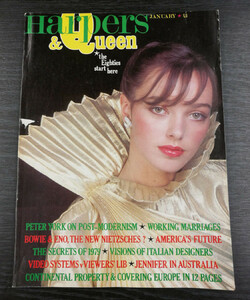 Harpers
JANUARY
& Queen
★ the
Eighties
start
here
PETER YORK ON POST-MODERNISM ★ WORKING MARRIAGES
BOWIE & ENO, THE NEW NIETZSCHES? ★ AMERICA'S FUTURE
THE SECRETS OF 1979 ★ VISIONS OF ITALIAN DESIGNERS
VIDEO SYSTEMS & VIEWERS' LIB ★ JENNIFER IN AUSTRALIA
CONTINENTAL PROPERTY & COVERING EUROPE IN 12 PAGES